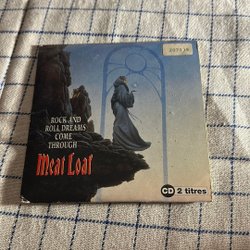 ROCK AND
ROLL DREAMS
COME
THROUGH
Meat Loaf
CD 2 titres